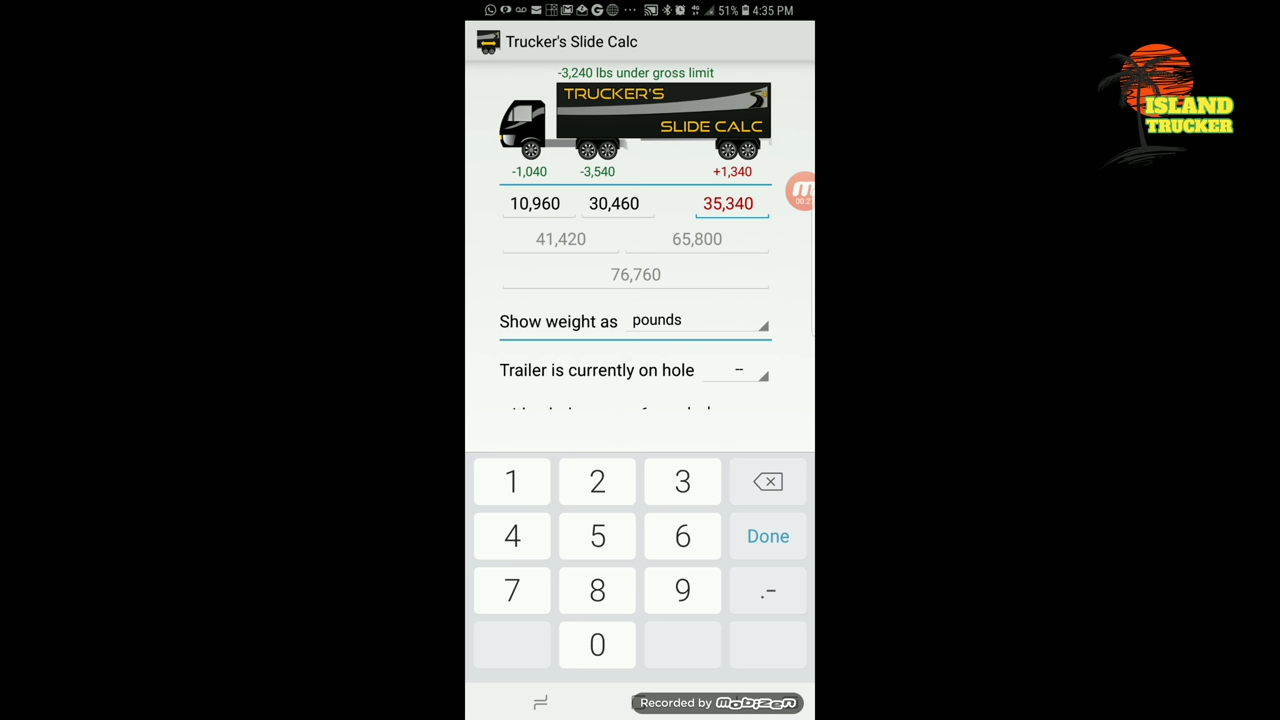 51% 4:35 PM
Trucker's Slide Calc
-3,240 lbs under gross limit
TRUCKER'S
SLIDE CALC
-1,040 -3,540 +1,340
10,960 30,460 35,340
41,420 65,800
76,760
Show weight as pounds
Trailer is currently on hole --
1 2 3
4 5 6 Done
7 8 9 .-
0
Recorded by mobizen
ISLAND
TRUCKER